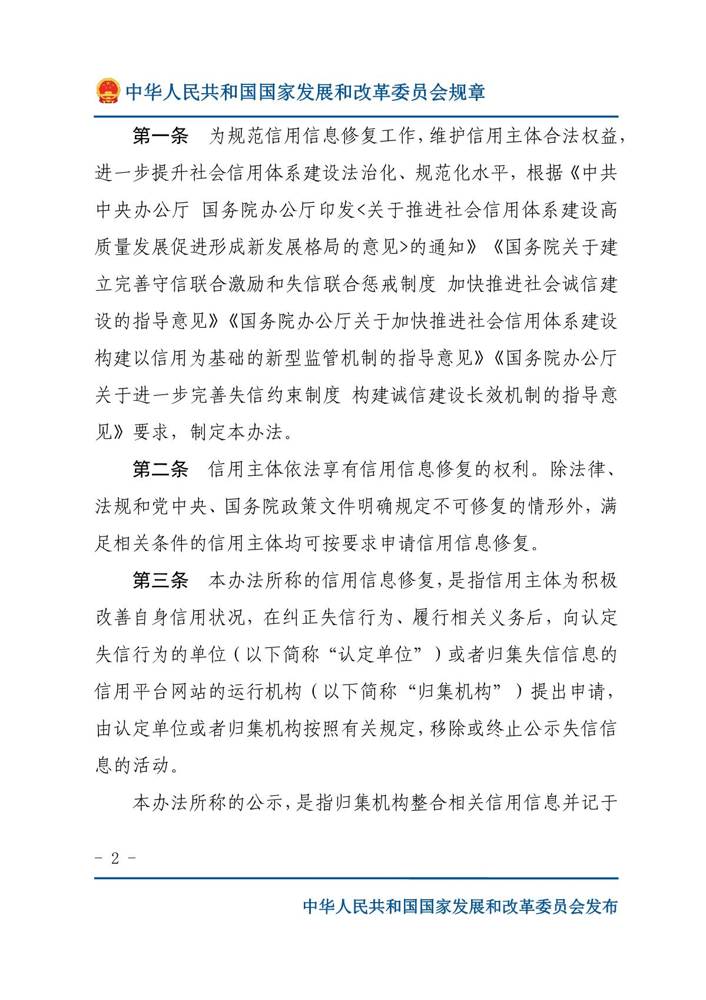 中华人民共和国国家发展和改革委员会规章
第一条　为规范信用信息修复工作，维护信用主体合法权益，
进一步提升社会信用体系建设法治化、规范化水平，根据《中共
中央办公厅 国务院办公厅印发<关于推进社会信用体系建设高
质量发展促进形成新发展格局的意见>的通知》《国务院关于建
立完善守信联合激励和失信联合惩戒制度 加快推进社会诚信建
设的指导意见》《国务院办公厅关于加快推进社会信用体系建设
构建以信用为基础的新型监管机制的指导意见》《国务院办公厅
关于进一步完善失信约束制度 构建诚信建设长效机制的指导意
见》要求，制定本办法。
第二条　信用主体依法享有信用信息修复的权利。除法律、
法规和党中央、国务院政策文件明确规定不可修复的情形外，满
足相关条件的信用主体均可按要求申请信用信息修复。
第三条　本办法所称的信用信息修复，是指信用主体为积极
改善自身信用状况，在纠正失信行为、履行相关义务后，向认定
失信行为的单位（以下简称“认定单位”）或者归集失信信息的
信用平台网站的运行机构（以下简称“归集机构”）提出申请，
由认定单位或者归集机构按照有关规定，移除或终止公示失信信
息的活动。
本办法所称的公示，是指归集机构整合相关信用信息并记于
- 2 -
中华人民共和国国家发展和改革委员会发布